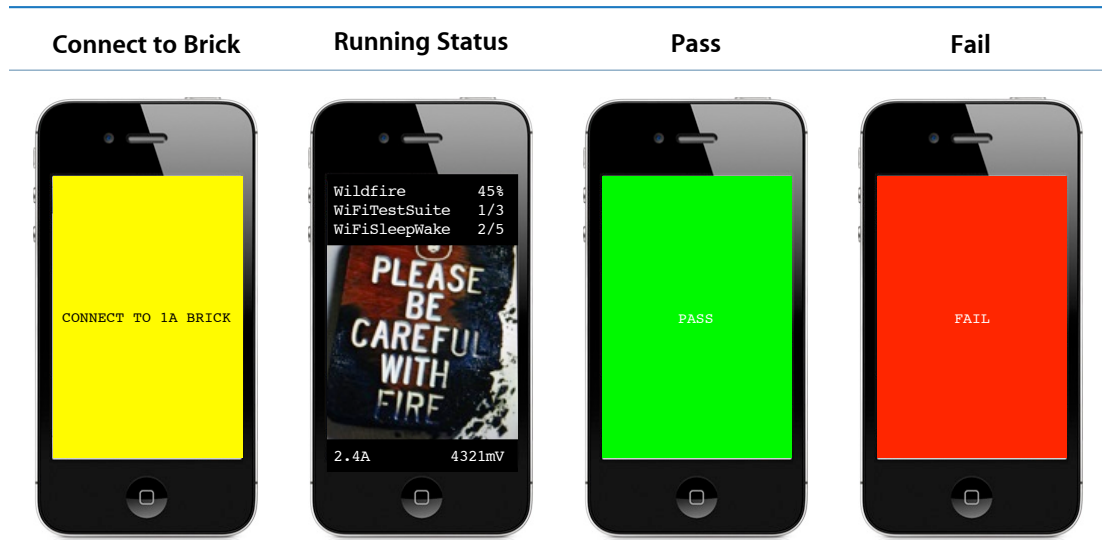 Connect to Brick
Running Status
Pass
Fail
CONNECT TO 1A BRICK
Wildfire 45%
WiFiTestSuite 1/3
WiFiSleepWake 2/5
PLEASE
BE
CAREFUL
WITH
FIRE
2.4A 4321mV
PASS
FAIL